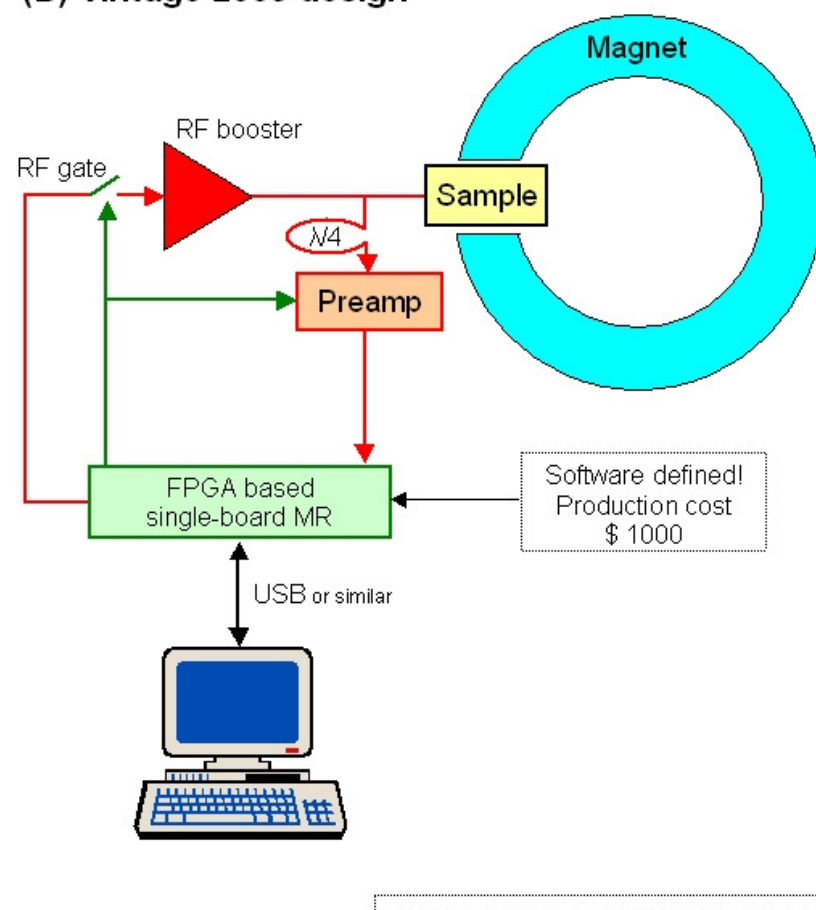 Magnet
RF booster
RF gate
Sample
λ/4
Preamp
FPGA based
single-board MR
Software defined!
Production cost
$ 1000
USB or similar